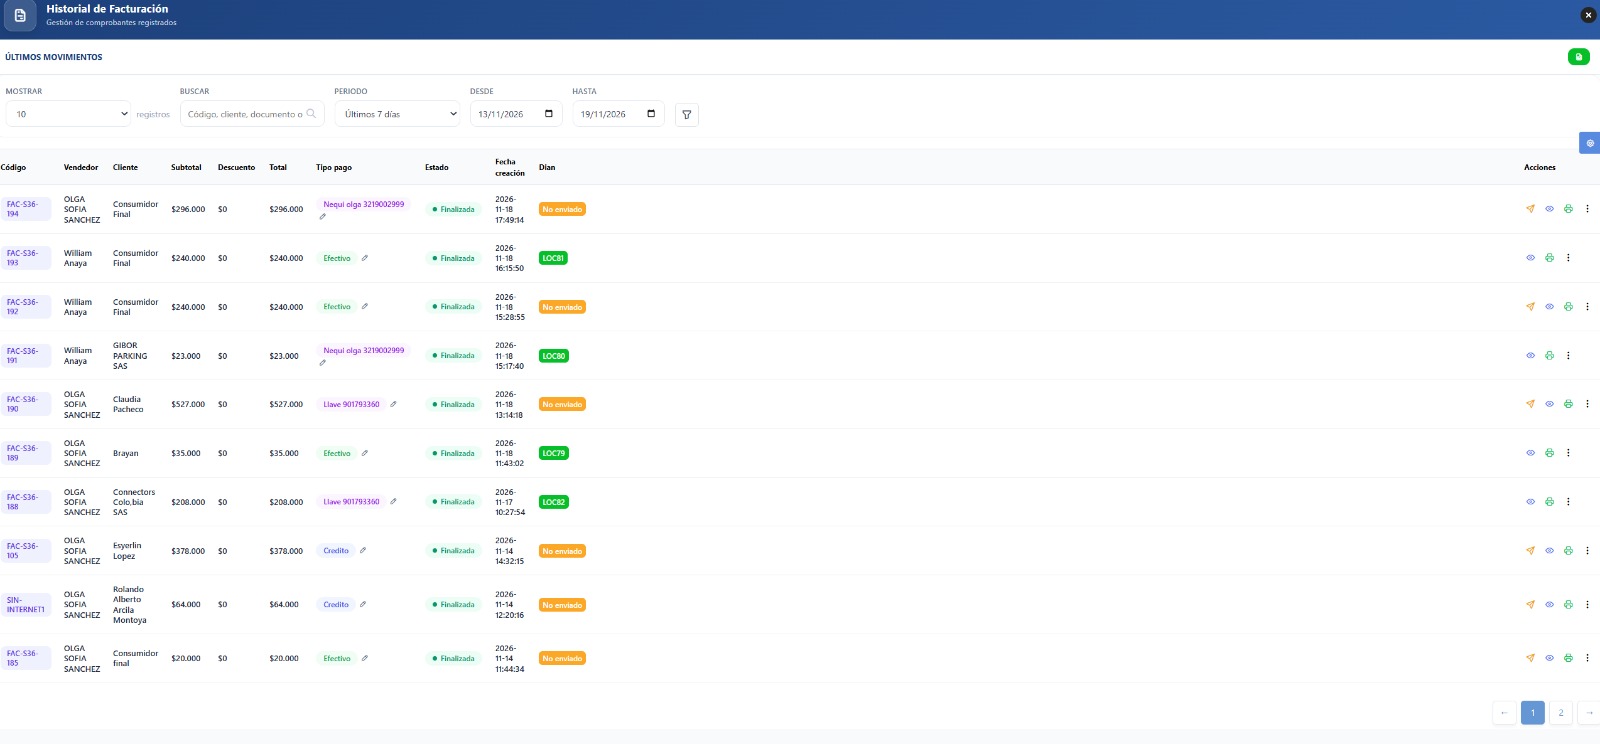 Historial de Facturación
Gestión de comprobantes registrados
ÚLTIMOS MOVIMIENTOS
MOSTRAR
BUSCAR
PERIODO
DESDE
HASTA
10
registros
Código, cliente, documento o
Últimos 7 días
13/11/2026
19/11/2026
Código Vendedor Cliente Subtotal Descuento Total Tipo pago Estado Fecha creación Dian Acciones
FAC-S36-
194
OLGA
SOFIA
SANCHEZ
Consumidor
Final
$296.000
$0
$296.000
Nequi olga 3219002999
Finalizada
2026-
11-18
17:49:14
No enviado
FAC-S36-
193
William
Anaya
Consumidor
Final
$240.000
$0
$240.000
Efectivo
Finalizada
2026-
11-18
16:15:50
LOC81
FAC-S36-
192
William
Anaya
Consumidor
Final
$240.000
$0
$240.000
Efectivo
Finalizada
2026-
11-18
15:28:55
No enviado
FAC-S36-
191
William
Anaya
GIBOR
PARKING
SAS
$23.000
$0
$23.000
Nequi olga 3219002999
Finalizada
2026-
11-18
15:17:40
LOC80
FAC-S36-
190
OLGA
SOFIA
SANCHEZ
Claudia
Pacheco
$527.000
$0
$527.000
Llave 901793360
Finalizada
2026-
11-18
13:14:18
No enviado
FAC-S36-
189
OLGA
SOFIA
SANCHEZ
Brayan
$35.000
$0
$35.000
Efectivo
Finalizada
2026-
11-18
11:43:02
LOC79
FAC-S36-
188
OLGA
SOFIA
SANCHEZ
Connectors
Colo,bia
SAS
$208.000
$0
$208.000
Llave 901793360
Finalizada
2026-
11-17
10:27:54
LOC82
FAC-S36-
105
OLGA
SOFIA
SANCHEZ
Esyerlin
Lopez
$378.000
$0
$378.000
Credito
Finalizada
2026-
11-14
14:32:15
No enviado
SIN-
INTERNET1
OLGA
SOFIA
SANCHEZ
Rolando
Alberto
Arcila
Montoya
$64.000
$0
$64.000
Credito
Finalizada
2026-
11-14
12:20:16
No enviado
FAC-S36-
185
OLGA
SOFIA
SANCHEZ
Consumidor
final
$20.000
$0
$20.000
Efectivo
Finalizada
2026-
11-14
11:44:34
No enviado
← 1 2 →